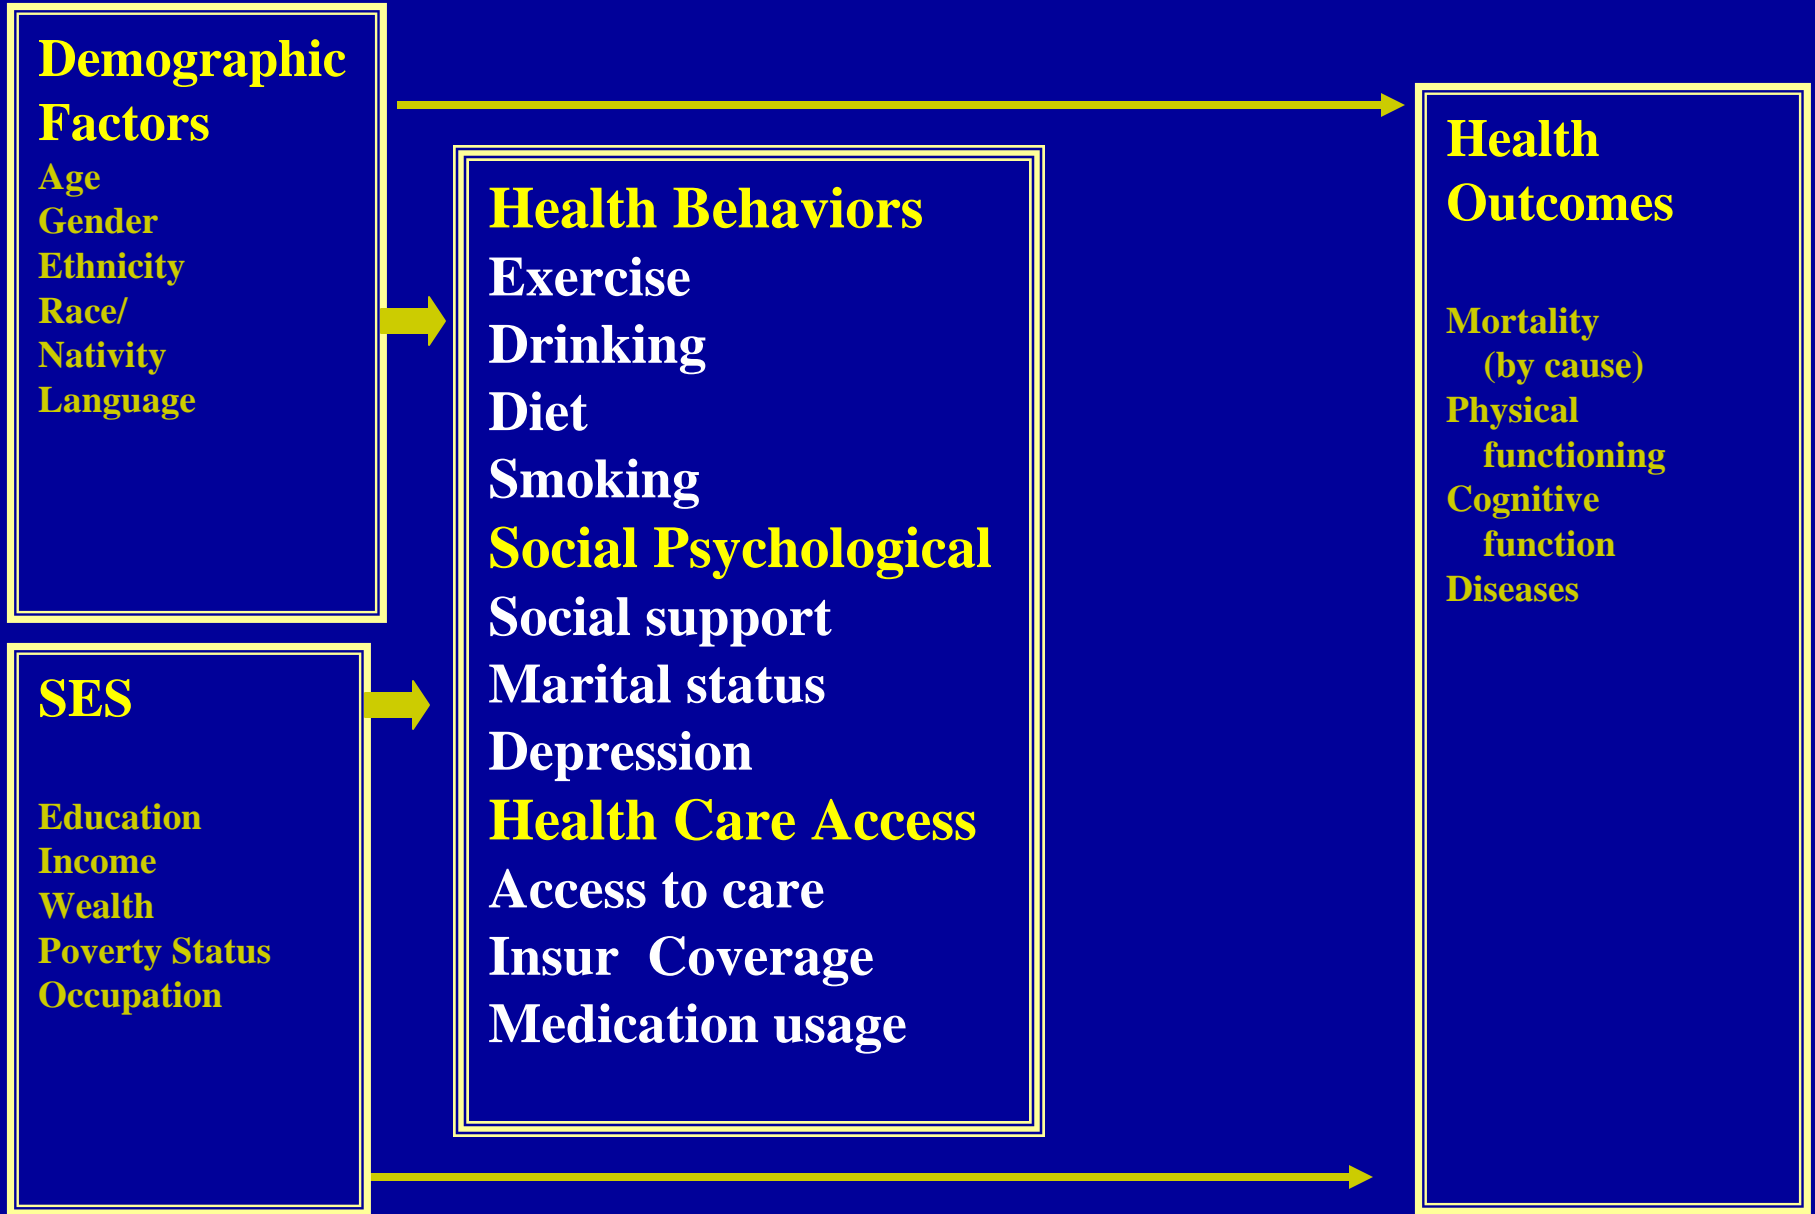 Demographic
Factors
Age
Gender
Ethnicity
Race/
Nativity
Language
SES
Education
Income
Wealth
Poverty Status
Occupation
Health Behaviors
Exercise
Drinking
Diet
Smoking
Social Psychological
Social support
Marital status
Depression
Health Care Access
Access to care
Insur  Coverage
Medication usage
Health
Outcomes
Mortality
(by cause)
Physical
functioning
Cognitive
function
Diseases